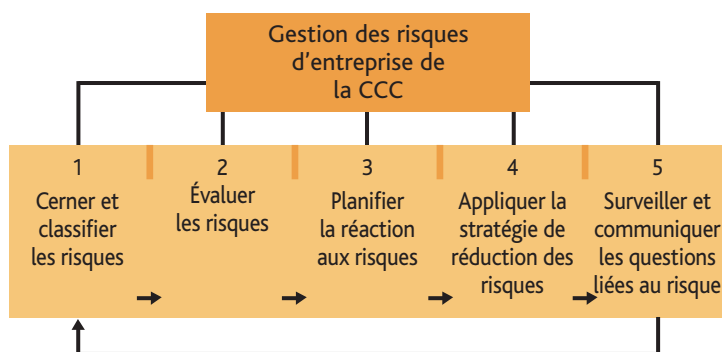 Gestion des risques
d'entreprise de
la CCC
1
Cerner et
classifier
les risques
2
Évaluer
les risques
3
Planifier
la réaction
aux risques
4
Appliquer la
stratégie de
réduction des
risques
5
Surveiller et
communiquer
les questions
liées au risque